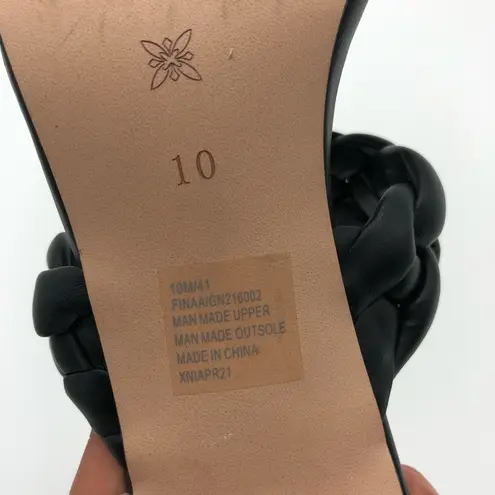 10
10M/41
FINAA/GN216002
MAN MADE UPPER
MAN MADE OUTSOLE
MADE IN CHINA
XNIAPR21